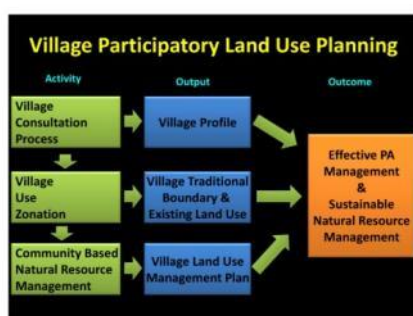 Village Participatory Land Use Planning
Activity
Output
Outcome
Village
Consultation
Process
Village Profile
Village
Use
Zonation
Village Traditional
Boundary &
Existing Land Use
Community Based
Natural Resource
Management
Village Land Use
Management Plan
Effective PA
Management
&
Sustainable
Natural Resource
Management